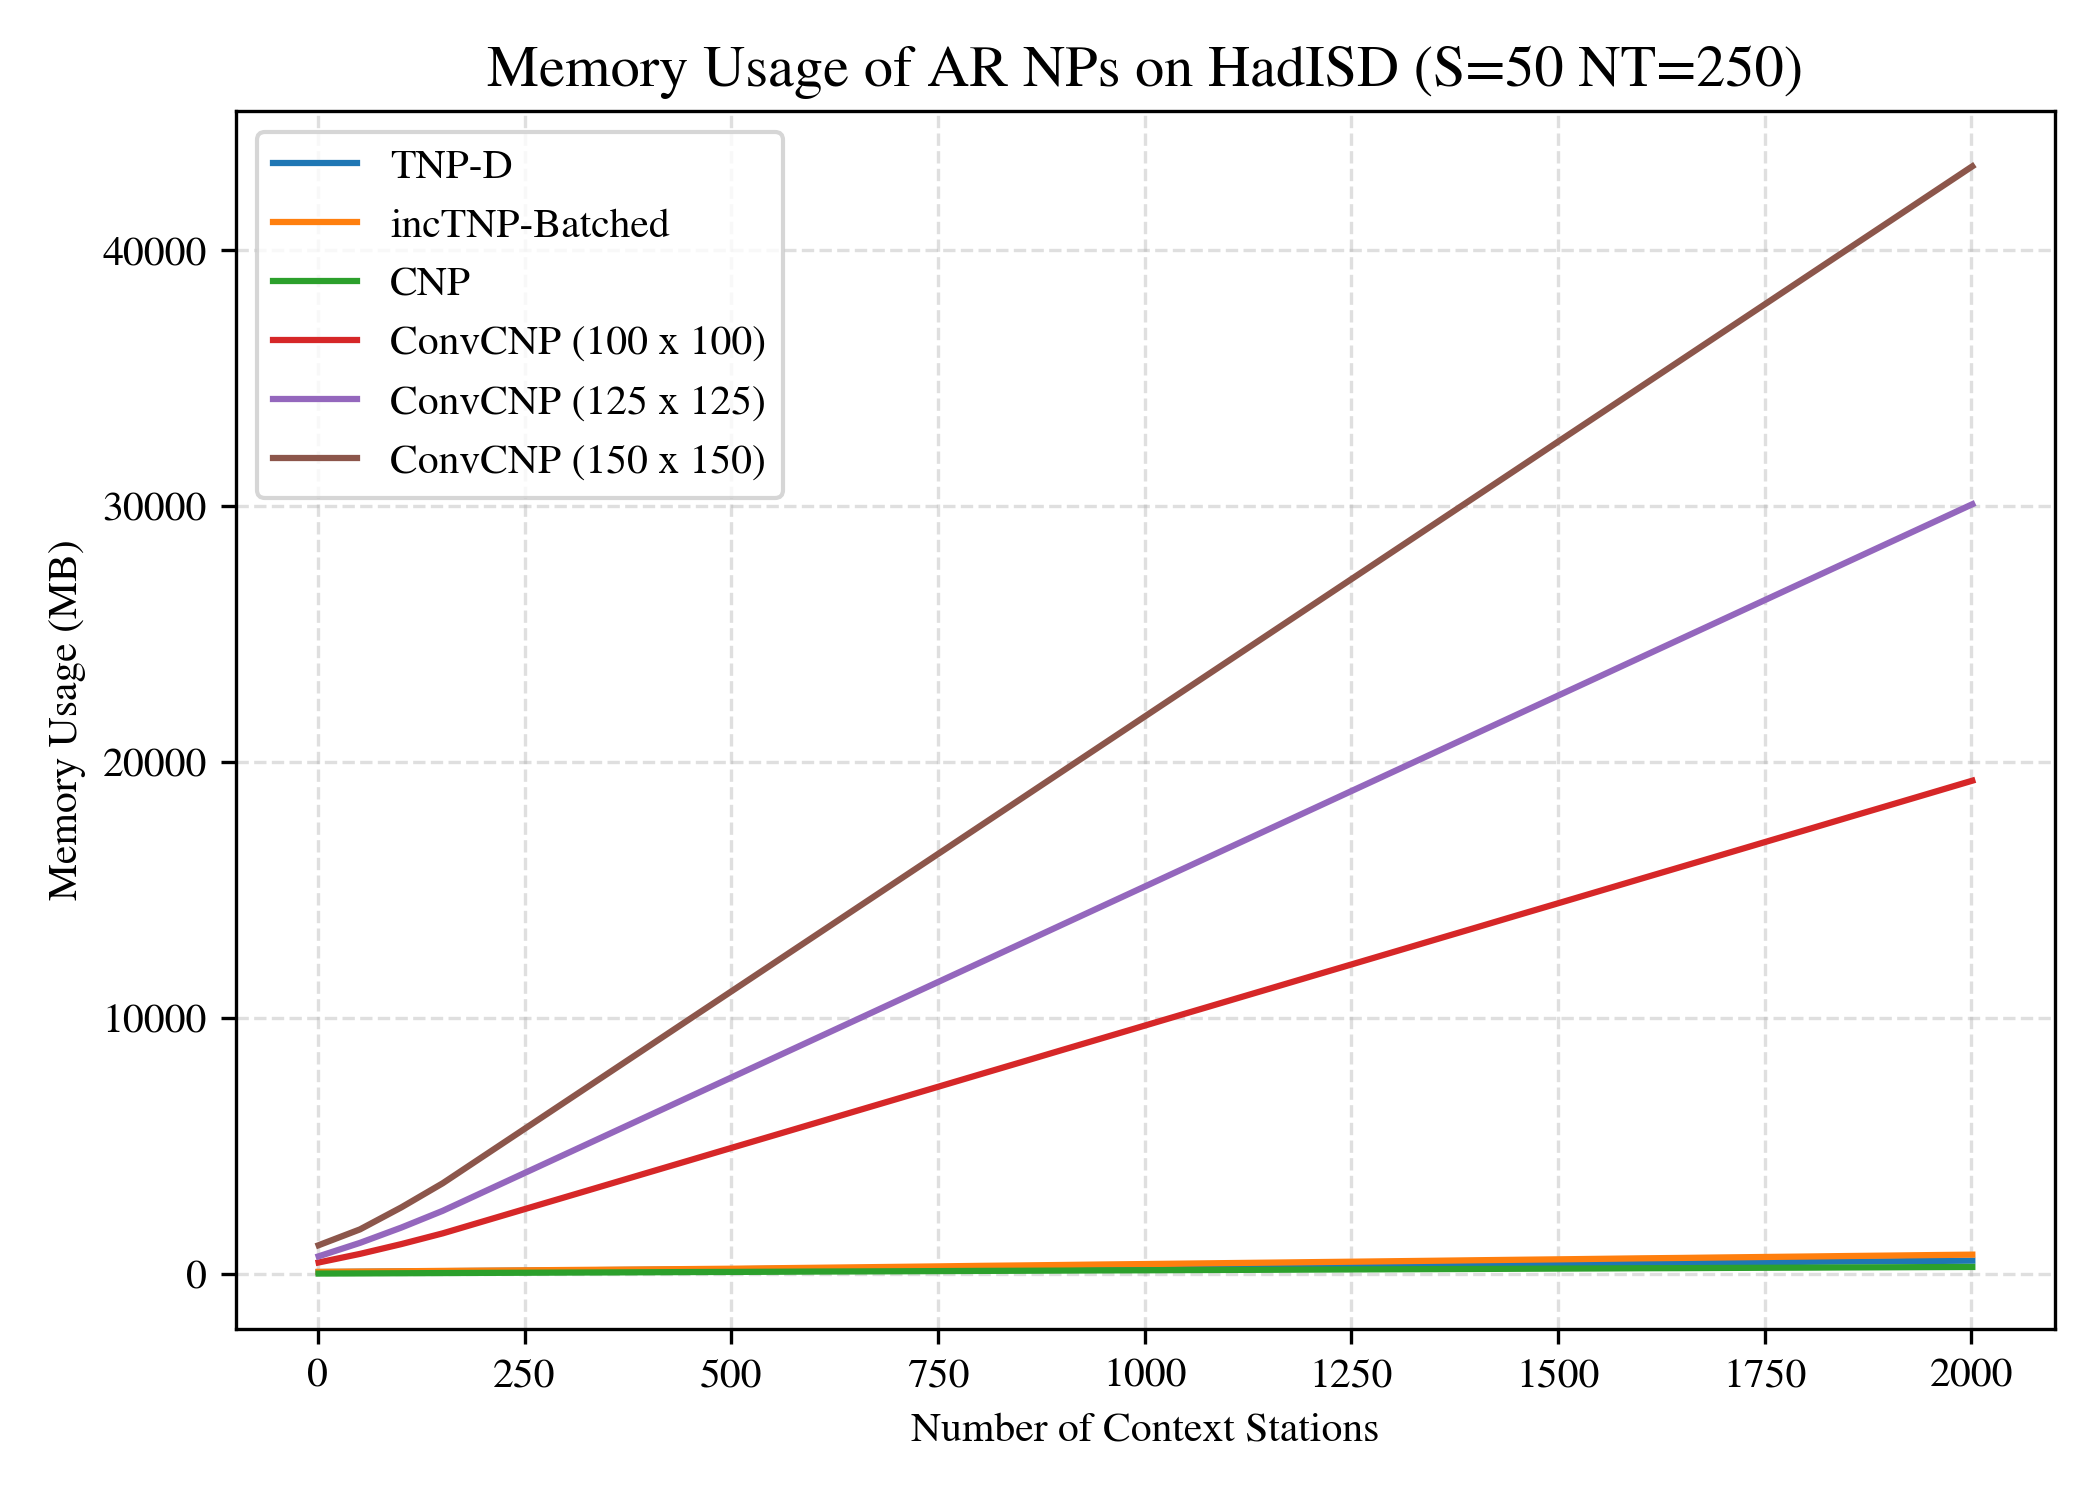 Memory Usage of AR NPs on HadISD (S=50 NT=250)
TNP-D
incTNP-Batched
CNP
ConvCNP (100 x 100)
ConvCNP (125 x 125)
ConvCNP (150 x 150)
Memory Usage (MB)
40000
30000
20000
10000
0
0 250 500 750 1000 1250 1500 1750 2000
Number of Context Stations